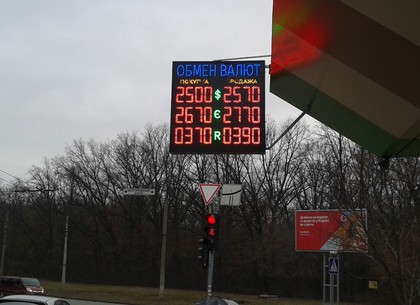 ОБМЕН ВАЛЮТ
ПОКУПКА ПРОДАЖА
2500 $ 2570
2670 € 2770
0370 R 0390